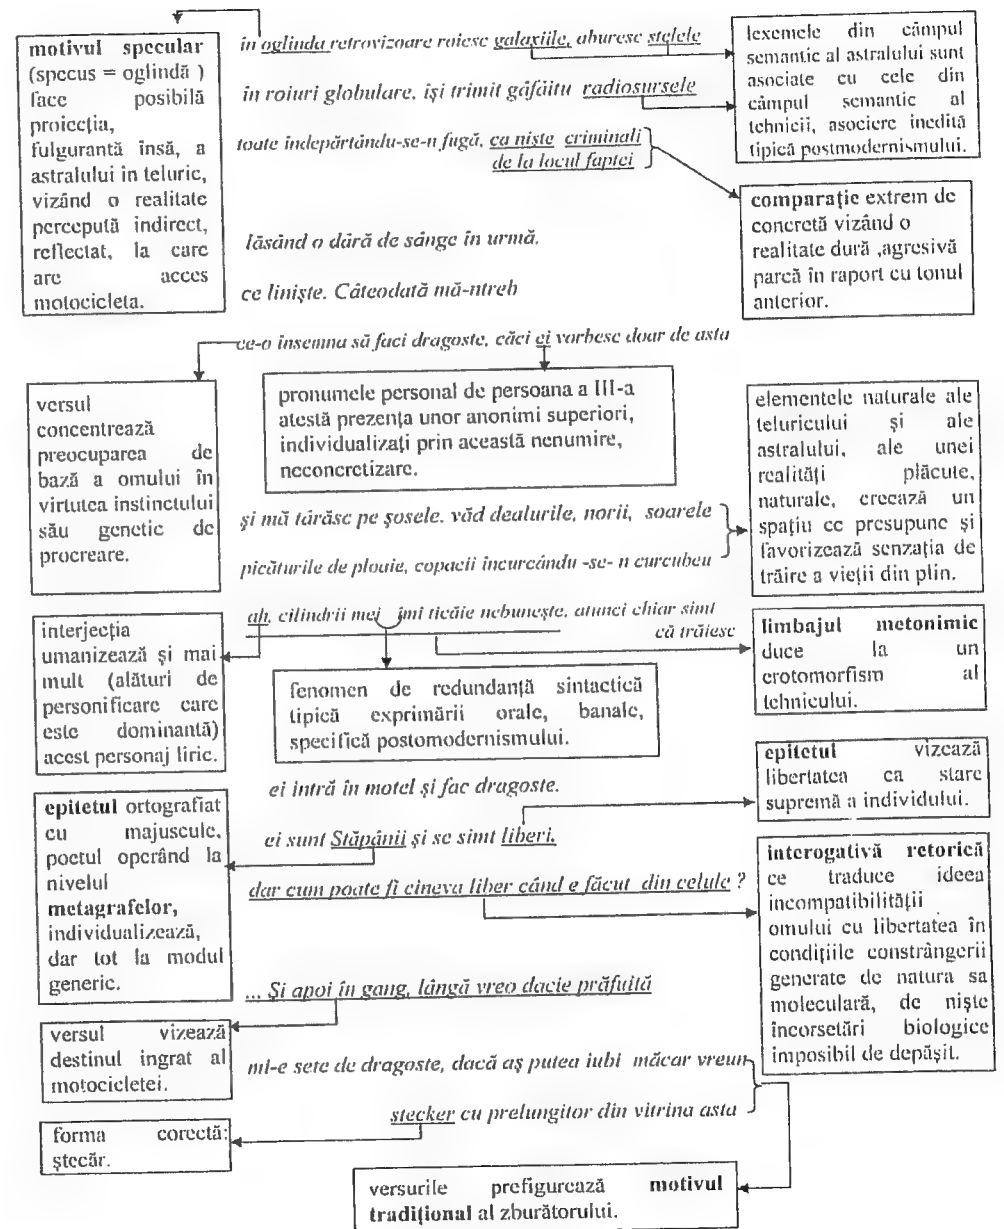 motivul specular
(specus = oglindă )
face posibilă
proiecția,
fulgurantă însă, a
astralului in teluric,
vizând o realitate
percepută indirect,
reflectat, la care
are acces
motocicleta.
în oglinda retrovizoare roiesc galaxiile, aburesc stelele
în roiuri globulare, iși trimit gâfâitu radiosursele
toate indepărtându-se-n fugă, ca niște criminali
de la locul faptei
lăsând o dâră de sânge în urmă.
ce liniște. Câteodată mă-ntreb
ce-o insemna să faci dragoste, căci ei vorbesc doar de asta
lexemele din câmpul
semantic al astralului sunt
asociate cu cele din
câmpul semantic al
tehnicii, asociere inedită
tipică postmodernismului.
comparație extrem de
concretă vizând o
realitate dură ,agresivă
parcă în raport cu tonul
anterior.
versul
concentrează
preocuparea de
bază a omului în
virtutea instinctului
său genetic de
procreare.
pronumele personal de persoana a III-a
atestă prezența unor anonimi superiori,
individualizați prin această nenumire,
neconcretizare.
și mă târăsc pe șosele. văd dealurile, norii, soarele
picăturile de ploaie, copacii incurcându -se- n curcubeu
ah, cilindrii mei îmi ticăie nebunește. atunci chiar simt
că trăiesc
elementele naturale ale
teluricului și ale
astralului, ale unei
realități plăcute,
naturale, creează un
spațiu ce presupune și
favorizează senzația de
trăire a vieții din plin.
interjecția
umanizează și mai
mult (alături de
personificare care
este dominantă)
acest personaj liric.
fenomen de redundanță sintactică
tipică exprimării orale, banale,
specifică postomodernismului.
limbajul metonimic
duce la un
erotomorfism al
tehnicului.
ei intră în motel și fac dragoste.
ei sunt Stăpânii și se simt liberi,
dar cum poate fi cineva liber când e făcut din celule ?
epitetul vizează
libertatea ca stare
supremă a individului.
epitetul ortografiat
cu majuscule,
poetul operând la
nivelul
metagrafelor,
individualizează,
dar tot la modul
generic.
interogativă retorică
ce traduce ideea
incompatibilității
omului cu libertatea în
condițiile constrângerii
generate de natura sa
moleculară, de niște
încorsetări biologice
imposibil de depășit.
... Și apoi în gang, lângă vreo dacie prăfuită
versul vizează
destinul ingrat al
motocicletei.
mi-e sete de dragoste, dacă aș putea iubi măcar vreun
stecker cu prelungitor din vitrina asta
forma corectă:
ștecăr.
versurile prefigurează motivul
tradițional al zburătorului.